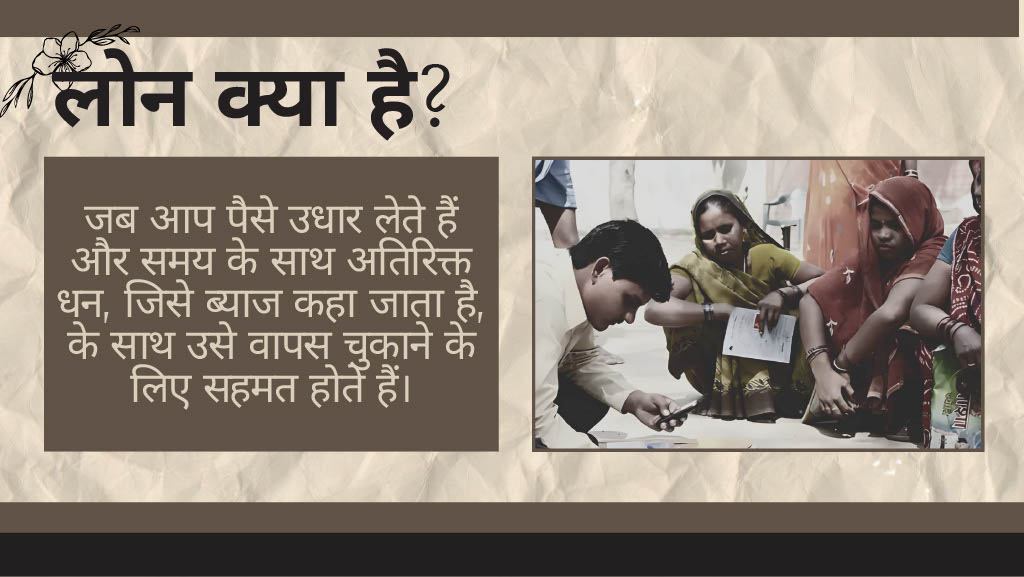 लोन क्या है?
जब आप पैसे उधार लेते हैं
और समय के साथ अतिरिक्त
धन, जिसे ब्याज कहा जाता है,
के साथ उसे वापस चुकाने के
लिए सहमत होते हैं।